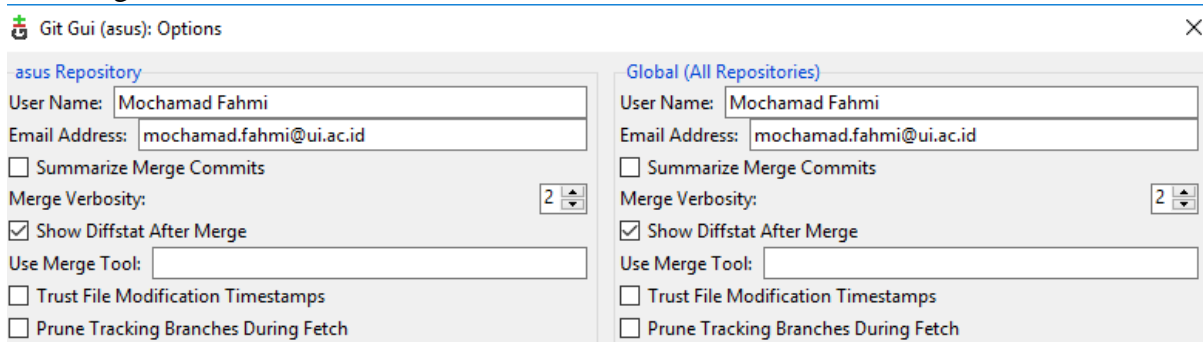 Git Gui (asus): Options
asus Repository
User Name: Mochamad Fahmi
Email Address: mochamad.fahmi@ui.ac.id
Summarize Merge Commits
Merge Verbosity: 2
Show Diffstat After Merge
Use Merge Tool:
Trust File Modification Timestamps
Prune Tracking Branches During Fetch
Global (All Repositories)
User Name: Mochamad Fahmi
Email Address: mochamad.fahmi@ui.ac.id
Summarize Merge Commits
Merge Verbosity: 2
Show Diffstat After Merge
Use Merge Tool:
Trust File Modification Timestamps
Prune Tracking Branches During Fetch